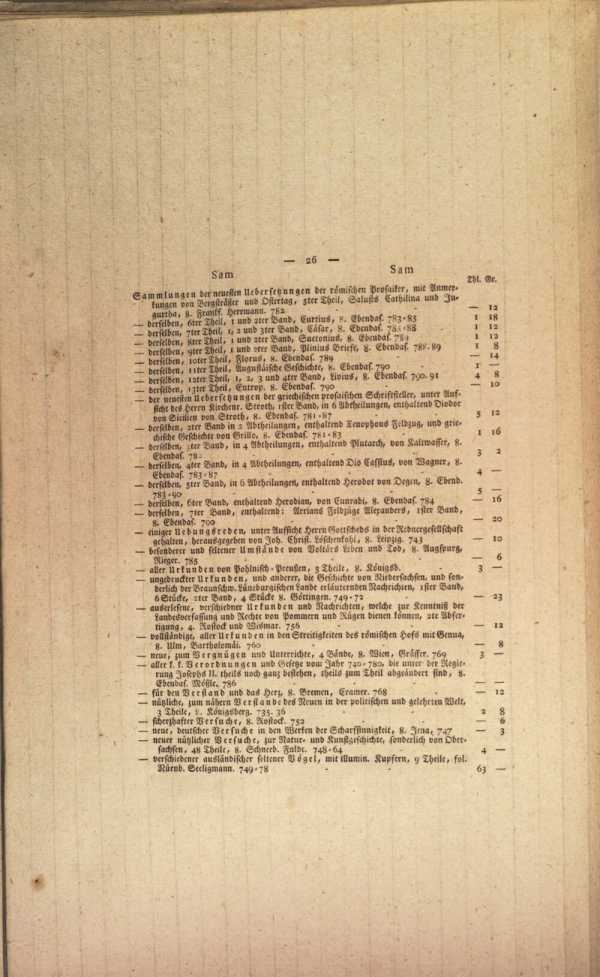 — 26 —
Sam Sam
Thl. Gr.
Sammlungen der neuesten Uebersetzungen der römischen Prosaiker, mit Anmer-
kungen von Bergsträßer und Ostertag, 5ter Theil, Salusts Cathilina und Ju-
gurtha, 8. Frankf. Herrmann. 782 — 12
— derselben, 6ter Theil, 1 und 2ter Band, Curtius, 8. Ebendas. 783-85 1 18
— derselben, 7ter Theil, 1, 2 und 3ter Band, Cäsar, 8. Ebendas. 785-88 1 12
— derselben, 8ter Theil, 1 und 2ter Band, Suetonius, 8. Ebendas. 789 1 12
— derselben, 9ter Theil, 1 und 2ter Band, Plinius Briefe, 8. Ebendas. 788.89 1 8
— derselben, 10ter Theil, Florus, 8. Ebendas. 789 — 14
— derselben, 11ter Theil, Augustäische Geschichte, 8. Ebendas. 790 1 —
— derselben, 12ter Theil, 1, 2, 3 und 4ter Band, Livius, 8. Ebendas. 790.91 4 8
— derselben, 13ter Theil, Eutrop, 8. Ebendas. 790 — 10
— der neuesten Uebersetzungen der griechischen prosaischen Schriftsteller, unter Auf-
sicht des Herrn Kirchenr. Stroth, 1ster Band, in 6 Abtheilungen, enthaltend Diodor
von Sicilien von Stroth, 8. Ebendas. 781-87 5 12
— derselben, 2ter Band in 2 Abtheilungen, enthaltend Xenophons Feldzug, und grie-
chische Geschichte von Grillo, 8. Ebendas. 781-83 1 16
— derselben, 3ter Band, in 4 Abtheilungen, enthaltend Plutarch, von Kaltwasser, 8.
Ebendas. 3 2
— derselben, 4ter Band, in 4 Abtheilungen, enthaltend Dio Cassius, von Wagner, 8.
Ebendas. 783-87 4 —
— derselben, 5ter Band, in 6 Abtheilungen, enthaltend Herodot von Degen, 8. Ebend.
783-90 5 —
— derselben, 6ter Band, enthaltend Herodian, von Cunradi, 8. Ebendas. 784 — 16
— derselben, 7ter Band, enthaltend: Arrians Feldzüge Alexanders, 1ster Band,
8. Ebendas. 790 — 20
— einiger Uebungsreden, unter Aufsicht Herrn Gottscheds in der Rednergesellschaft
gehalten, herausgegeben von Joh. Christ. Löschenkohl, 8. Leipzig. 743 — 10
— besonderer und seltener Umstände von Voltärs Leben und Tod, 8. Augspurg,
Rieger. 785 — 6
— aller Urkunden von Pohlnisch-Preußen, 3 Theile, 8. Königsb. 3 —
— ungedruckter Urkunden, und anderer, die Geschichte von Niedersachsen, und son-
derlich der Braunschw. Lüneburgischen Lande erläuternden Nachrichten, 1ster Band,
6 Stücke, 2ter Band, 4 Stücke 8. Göttingen. 749-72 — 23
— auserlesene, verschiedner Urkunden und Nachrichten, welche zur Kenntniß der
Landesverfassung und Rechte von Pommern und Rügen dienen können, 2te Abfer-
tigung, 4. Rostock und Wismar. 756 — 12
— vollständige, aller Urkunden in den Streitigkeiten des römischen Hofs mit Genua,
8. Ulm, Bartholomäi. 760 — 8
— neue, zum Vergnügen und Unterrichte, 4 Bände, 8. Wien, Gräffer. 769 3 —
— aller k. k. Verordnungen und Gesetze vom Jahr 740-780, die unter der Regie-
rung Josephs II. theils noch ganz bestehen, theils zum Theil abgeändert sind, 8.
Ebendas. Mößle. 786
— für den Verstand und das Herz, 8. Bremen, Cramer. 768 — 12
— nützliche, zum nähern Verstande des Neuen in der politischen und gelehrten Welt,
3 Theile, 8. Königsberg. 735-36 2 8
— scherzhafter Versuche, 8. Rostock. 752 — 6
— neue, deutscher Versuche in den Werken der Scharfsinnigkeit, 8. Jena, 747 — 3
— neuer nützlicher Versuche, zur Natur- und Kunstgeschichte, sonderlich von Ober-
sachsen, 48 Theile, 8. Schneeb. Fulde. 748-64 4 —
— verschiedener ausländischer seltener Vögel, mit illumin. Kupfern, 9 Theile, fol.
Nürnb. Seeligmann. 749-78 63 —